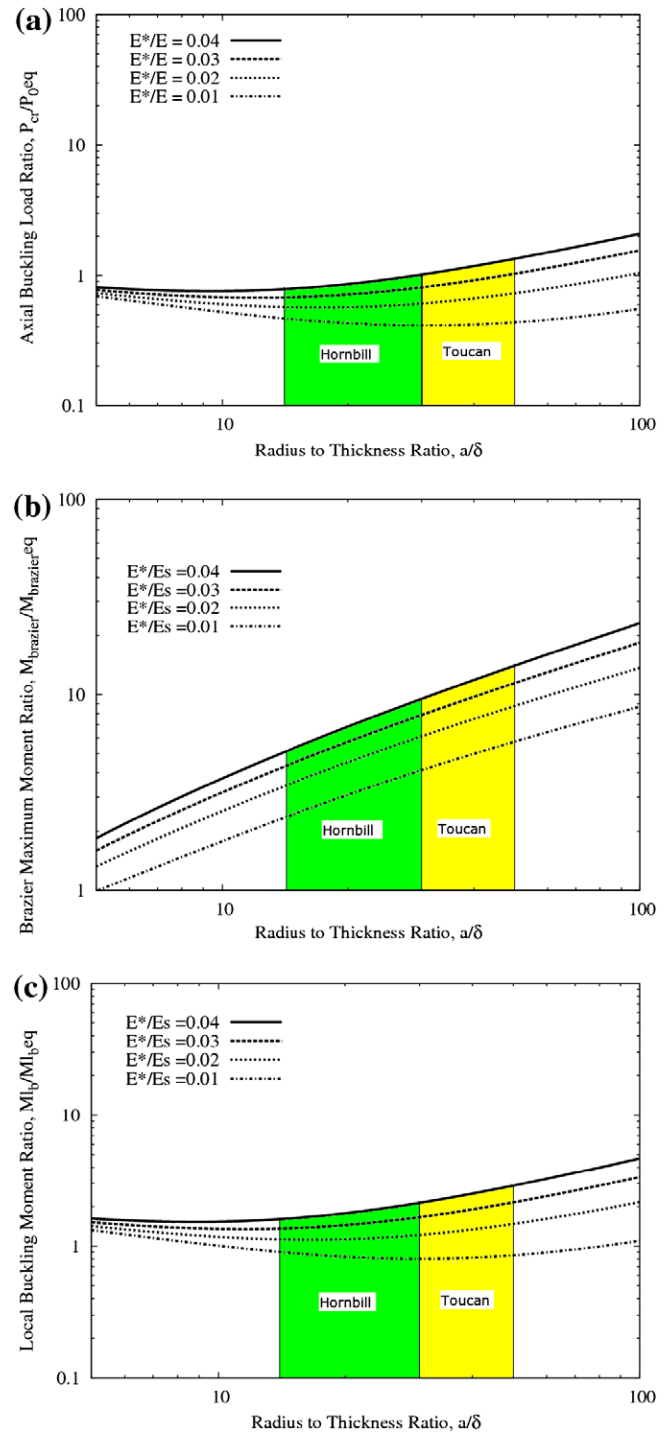 (a)
100
E*/E = 0.04
E*/E = 0.03
E*/E = 0.02
E*/E = 0.01
10
1
0.1
Axial Buckling Load Ratio, Pcr/P0eq
Hornbill
Toucan
10
100
Radius to Thickness Ratio, a/δ
(b)
100
E*/Es =0.04
E*/Es =0.03
E*/Es =0.02
E*/Es =0.01
10
1
Brazier Maximum Moment Ratio, Mbrazier/Mbraziereq
Hornbill
Toucan
10
100
Radius to Thickness Ratio, a/δ
(c)
100
E*/Es =0.04
E*/Es =0.03
E*/Es =0.02
E*/Es=0.01
10
1
0.1
Local Buckling Moment Ratio, Mlb/Mlbeq
Hornbill
Toucan
10
100
Radius to Thickness Ratio, a/δ